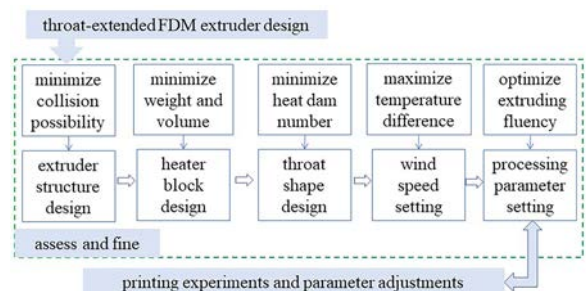 throat-extended FDM extruder design
minimize
collision
possibility
minimize
weight and
volume
minimize
heat dam
number
maximize
temperature
difference
optimize
extruding
fluency
extruder
structure
design
heater
block
design
throat
shape
design
wind
speed
setting
processing
parameter
setting
assess and fine
printing experiments and parameter adjustments